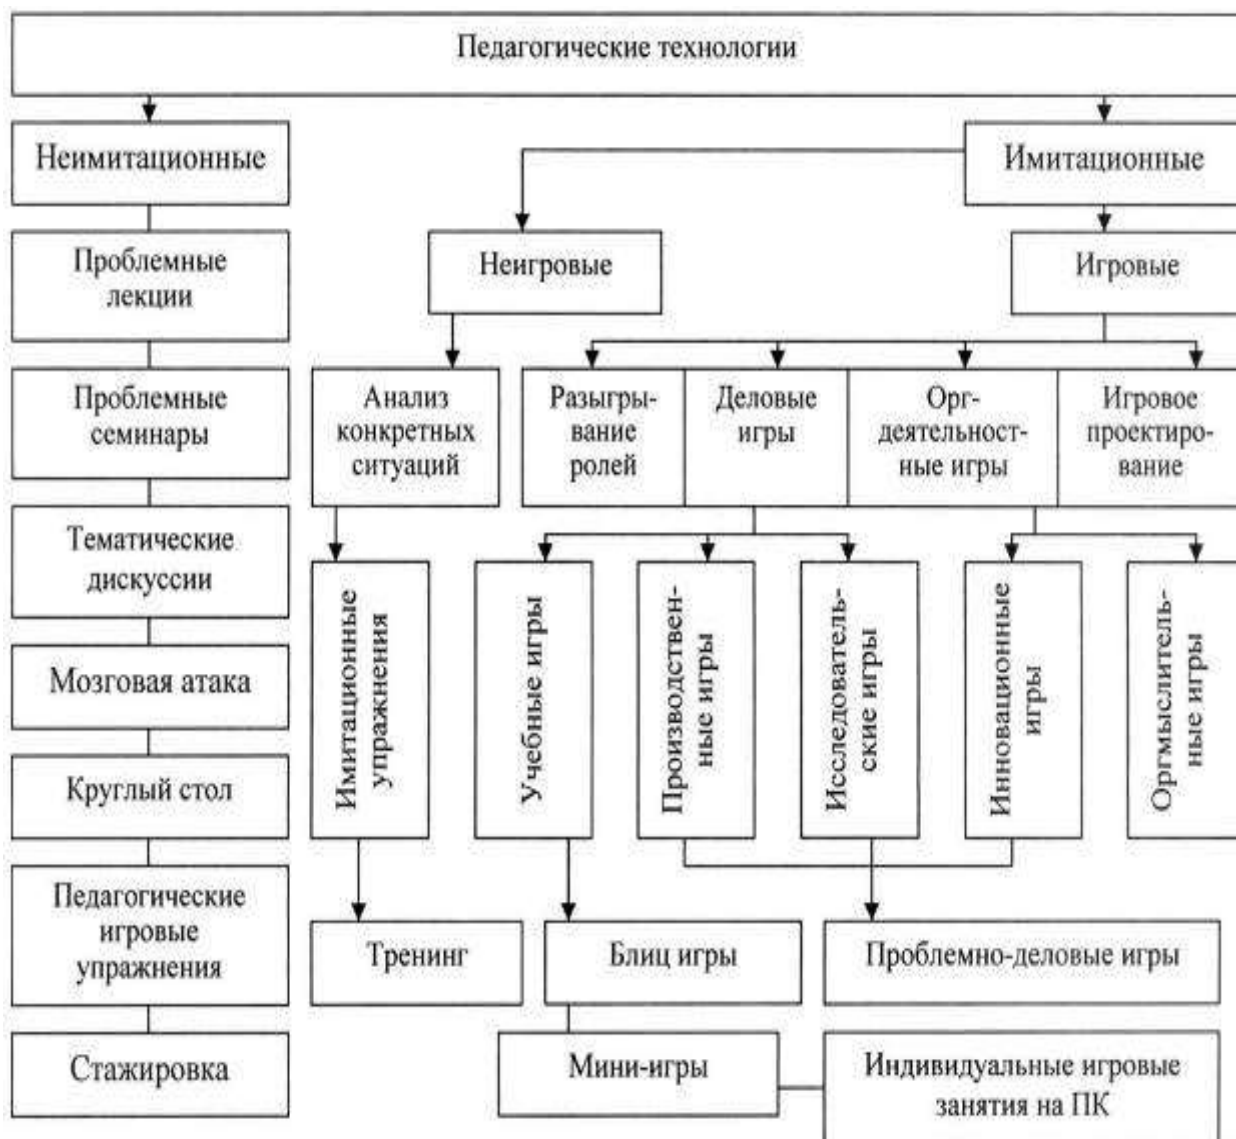 Педагогические технологии
Неимитационные
Имитационные
Проблемные
лекции
Неигровые
Игровые
Проблемные
семинары
Анализ
конкретных
ситуаций
Разыгры-
вание
ролей
Деловые
игры
Орг-
деятельност-
ные игры
Игровое
проектиро-
вание
Тематические
дискуссии
Имитационные
упражнения
Учебные игры
Производствен-
ные игры
Исследователь-
ские игры
Инновационные
игры
Оргмыслитель-
ные игры
Мозговая атака
Круглый стол
Педагогические
игровые
упражнения
Тренинг
Блиц игры
Проблемно-деловые игры
Стажировка
Мини-игры
Индивидуальные игровые
занятия на ПК